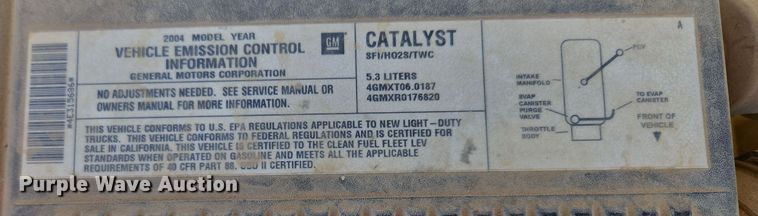 2004 MODEL YEAR
VEHICLE EMISSION CONTROL
INFORMATION
GENERAL MOTORS CORPORATION
GM
CATALYST
SFI/HO2S/TWC
5.3 LITERS
4GMXT06.0187
4GMXR0176820
NO ADJUSTMENTS NEEDED. SEE SERVICE MANUAL OR
OWNERS MANUAL FOR MORE INFORMATION.
THIS VEHICLE CONFORMS TO U.S. EPA REGULATIONS APPLICABLE TO NEW LIGHT-DUTY
TRUCKS. THIS VEHICLE CONFORMS TO FEDERAL REGULATIONS AND IS CERTIFIED FOR
SALE IN CALIFORNIA. THIS VEHICLE IS CERTIFIED TO THE CLEAN FUEL FLEET LEV
STANDARDS WHEN OPERATED ON GASOLINE AND MEETS ALL THE APPLICABLE
REQUIREMENTS OF 40 CFR PART 88. OBD II CERTIFIED.
*4E315696*
A
PCV
INTAKE
MANIFOLD
EVAP
CANISTER
PURGE
VALVE
THROTTLE
BODY
TO EVAP
CANISTER
FRONT OF
VEHICLE
Purple Wave Auction